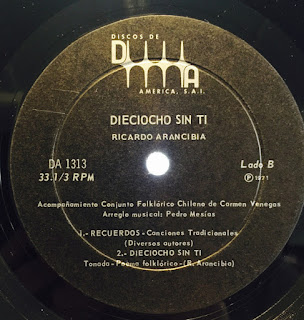 DISCOS DE
AMERICA, S.A.I.
DIECIOCHO SIN TI
RICARDO ARANCIBIA
DA 1313
33.1/3 RPM
Lado B
Ⓟ 1971
Acompañamiento Conjunto Folklórico Chileno de Carmen Venegas
Arreglo musical: Pedro Mesías
1.- RECUERDOS - Canciones Tradicionales
(Diversos autores)
2.- DIECIOCHO SIN TI
Tonada - Poema folklórico - (R. Arancibia)